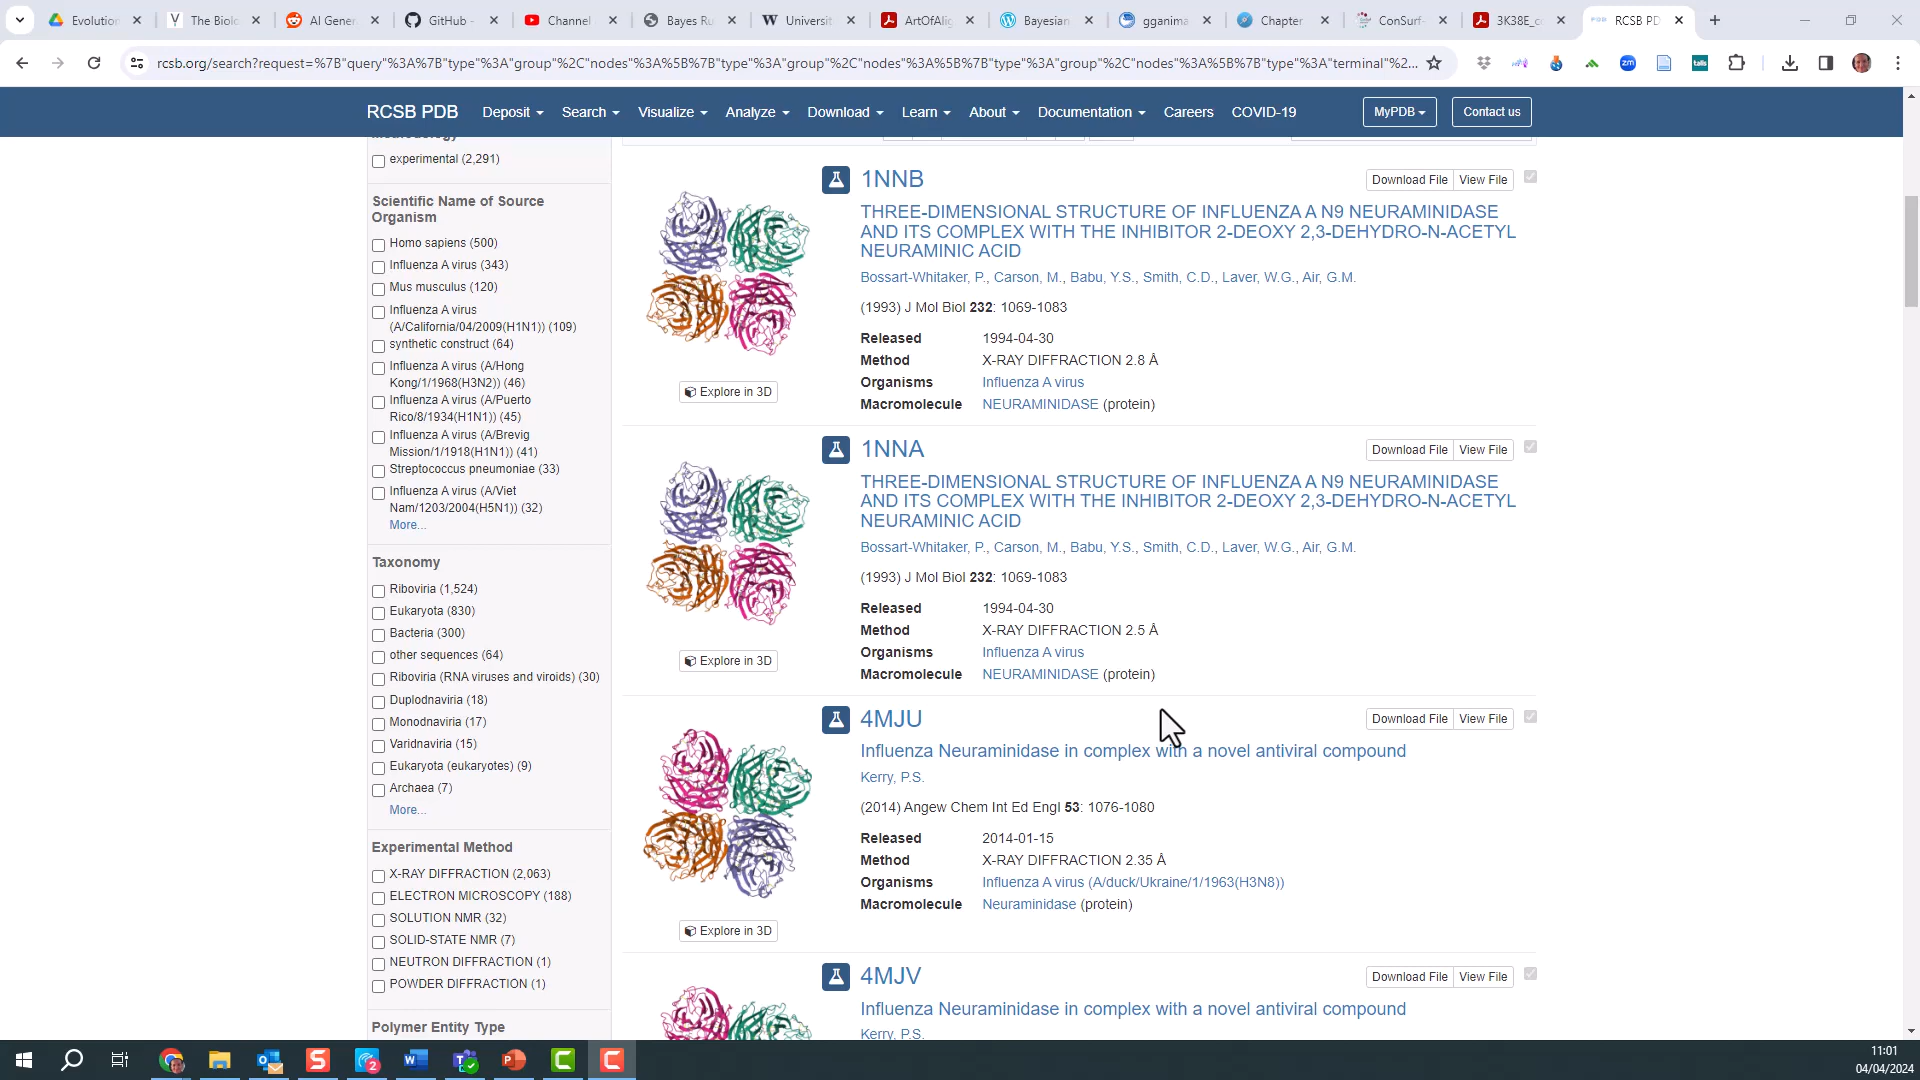 Evolution
The Biolo
AI Gener
GitHub -
Channel
Bayes Ru
Universit
ArtOfAlig
Bayesian
gganima
Chapter
ConSurf-
3K38E_co
RCSB PD
rcsb.org/search?request=%7B"query"%3A%7B"type"%3A"group"%2C"nodes"%3A%5B%7B"type"%3A"group"%2C"nodes"%3A%5B%7B"type"%3A"group"%2C"nodes"%3A%5B%7B"type"%3A"terminal"%2...
RCSB PDB Deposit Search Visualize Analyze Download Learn About Documentation Careers COVID-19 MyPDB Contact us
Methodology
experimental (2,291)
Scientific Name of Source
Organism
Homo sapiens (500)
Influenza A virus (343)
Mus musculus (120)
Influenza A virus
(A/California/04/2009(H1N1)) (109)
synthetic construct (64)
Influenza A virus (A/Hong
Kong/1/1968(H3N2)) (46)
Influenza A virus (A/Puerto
Rico/8/1934(H1N1)) (45)
Influenza A virus (A/Brevig
Mission/1/1918(H1N1)) (41)
Streptococcus pneumoniae (33)
Influenza A virus (A/Viet
Nam/1203/2004(H5N1)) (32)
More...
Taxonomy
Riboviria (1,524)
Eukaryota (830)
Bacteria (300)
other sequences (64)
Riboviria (RNA viruses and viroids) (30)
Duplodnaviria (18)
Monodnaviria (17)
Varidnaviria (15)
Eukaryota (eukaryotes) (9)
Archaea (7)
More...
Experimental Method
X-RAY DIFFRACTION (2,063)
ELECTRON MICROSCOPY (188)
SOLUTION NMR (32)
SOLID-STATE NMR (7)
NEUTRON DIFFRACTION (1)
POWDER DIFFRACTION (1)
Polymer Entity Type
1NNB
Download File View File
THREE-DIMENSIONAL STRUCTURE OF INFLUENZA A N9 NEURAMINIDASE
AND ITS COMPLEX WITH THE INHIBITOR 2-DEOXY 2,3-DEHYDRO-N-ACETYL
NEURAMINIC ACID
Bossart-Whitaker, P., Carson, M., Babu, Y.S., Smith, C.D., Laver, W.G., Air, G.M.
(1993) J Mol Biol 232: 1069-1083
Released 1994-04-30
Method X-RAY DIFFRACTION 2.8 Å
Organisms Influenza A virus
Macromolecule NEURAMINIDASE (protein)
Explore in 3D
1NNA
Download File View File
THREE-DIMENSIONAL STRUCTURE OF INFLUENZA A N9 NEURAMINIDASE
AND ITS COMPLEX WITH THE INHIBITOR 2-DEOXY 2,3-DEHYDRO-N-ACETYL
NEURAMINIC ACID
Bossart-Whitaker, P., Carson, M., Babu, Y.S., Smith, C.D., Laver, W.G., Air, G.M.
(1993) J Mol Biol 232: 1069-1083
Released 1994-04-30
Method X-RAY DIFFRACTION 2.5 Å
Organisms Influenza A virus
Macromolecule NEURAMINIDASE (protein)
Explore in 3D
4MJU
Download File View File
Influenza Neuraminidase in complex with a novel antiviral compound
Kerry, P.S.
(2014) Angew Chem Int Ed Engl 53: 1076-1080
Released 2014-01-15
Method X-RAY DIFFRACTION 2.35 Å
Organisms Influenza A virus (A/duck/Ukraine/1/1963(H3N8))
Macromolecule Neuraminidase (protein)
Explore in 3D
4MJV
Download File View File
Influenza Neuraminidase in complex with a novel antiviral compound
Kerry, P.S.
11:01
04/04/2024